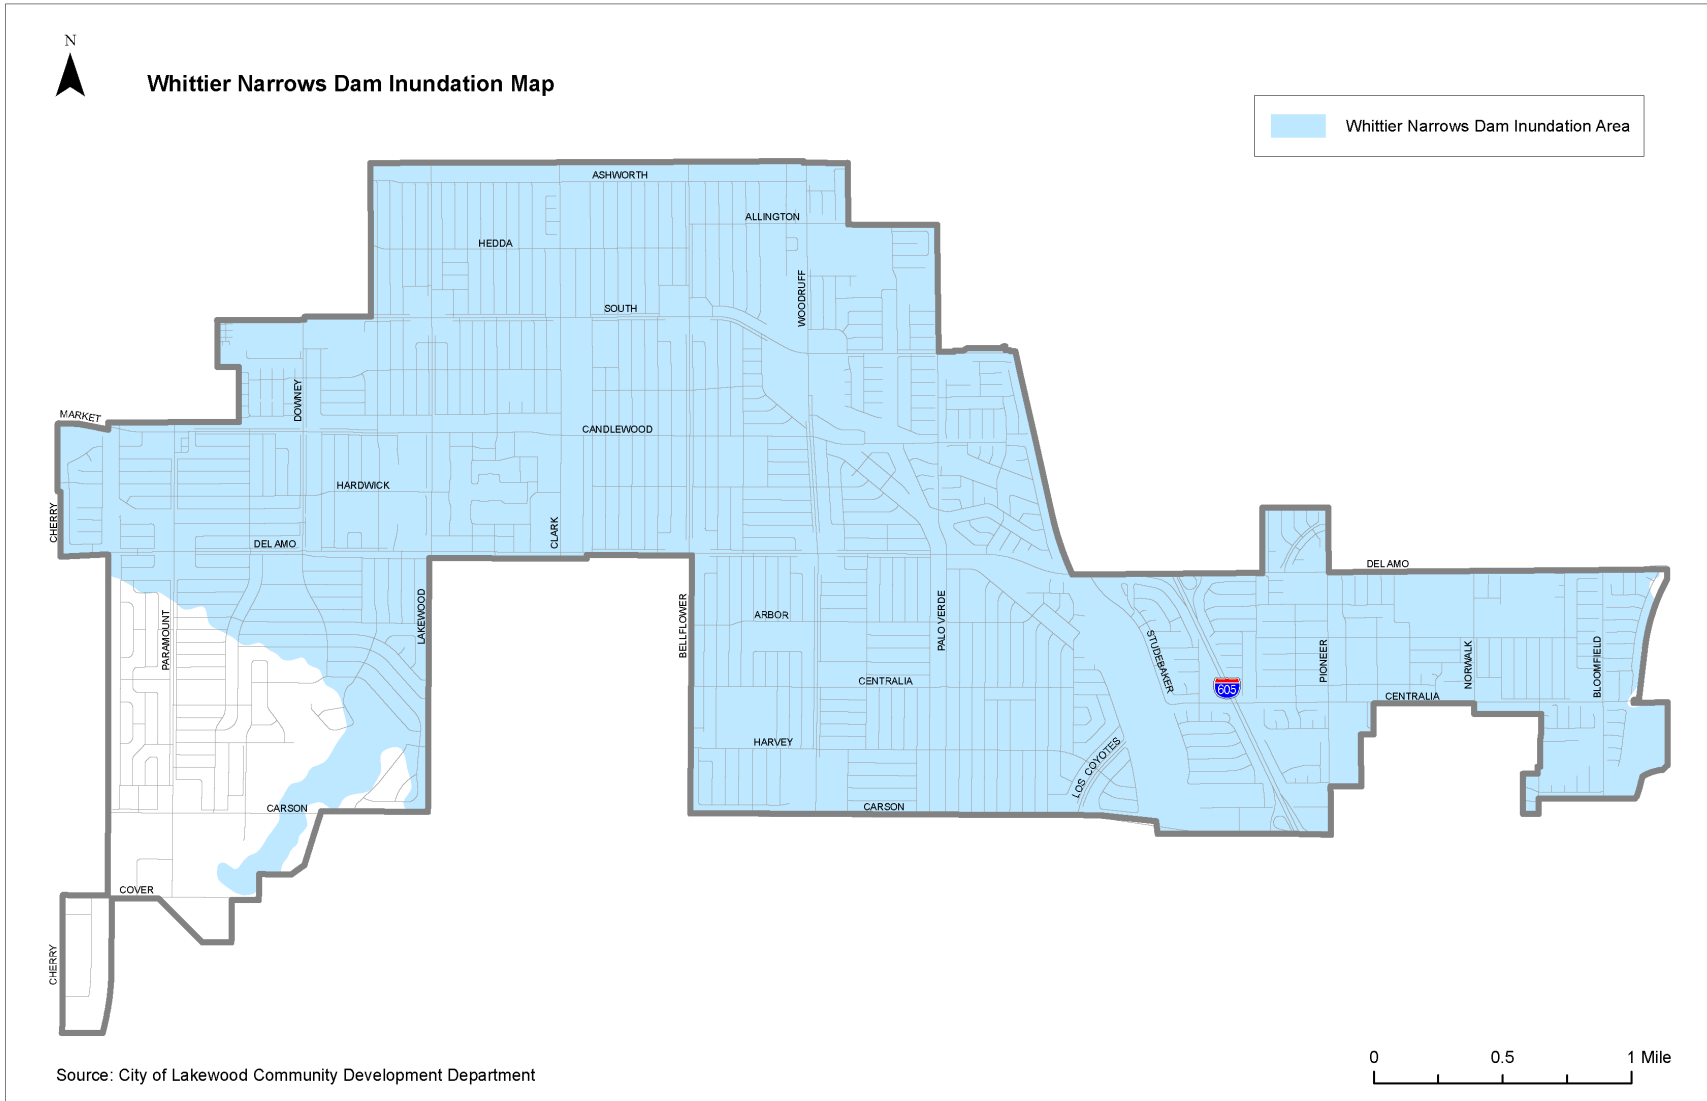 N
Whittier Narrows Dam Inundation Map
Whittier Narrows Dam Inundation Area
ASHWORTH
ALLINGTON
HEDDA
WOODRUFF
SOUTH
DOWNEY
MARKET
CANDLEWOOD
HARDWICK
CHERRY
CLARK
DEL AMO
DEL AMO
LAKEWOOD
PARAMOUNT
BELLFLOWER
ARBOR
PALO VERDE
STUDEBAKER
PIONEER
NORWALK
BLOOMFIELD
CENTRALIA
605
CENTRALIA
HARVEY
LOS COYOTES
CARSON
CARSON
COVER
CHERRY
0 0.5 1 Mile
Source: City of Lakewood Community Development Department